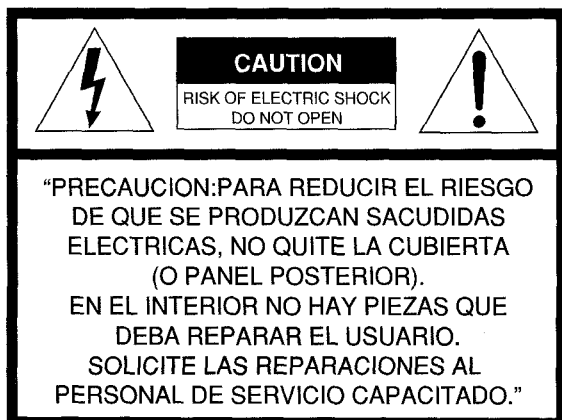 CAUTION
RISK OF ELECTRIC SHOCK
DO NOT OPEN
“PRECAUCION:PARA REDUCIR EL RIESGO
DE QUE SE PRODUZCAN SACUDIDAS
ELECTRICAS, NO QUITE LA CUBIERTA
(O PANEL POSTERIOR).
EN EL INTERIOR NO HAY PIEZAS QUE
DEBA REPARAR EL USUARIO.
SOLICITE LAS REPARACIONES AL
PERSONAL DE SERVICIO CAPACITADO.”